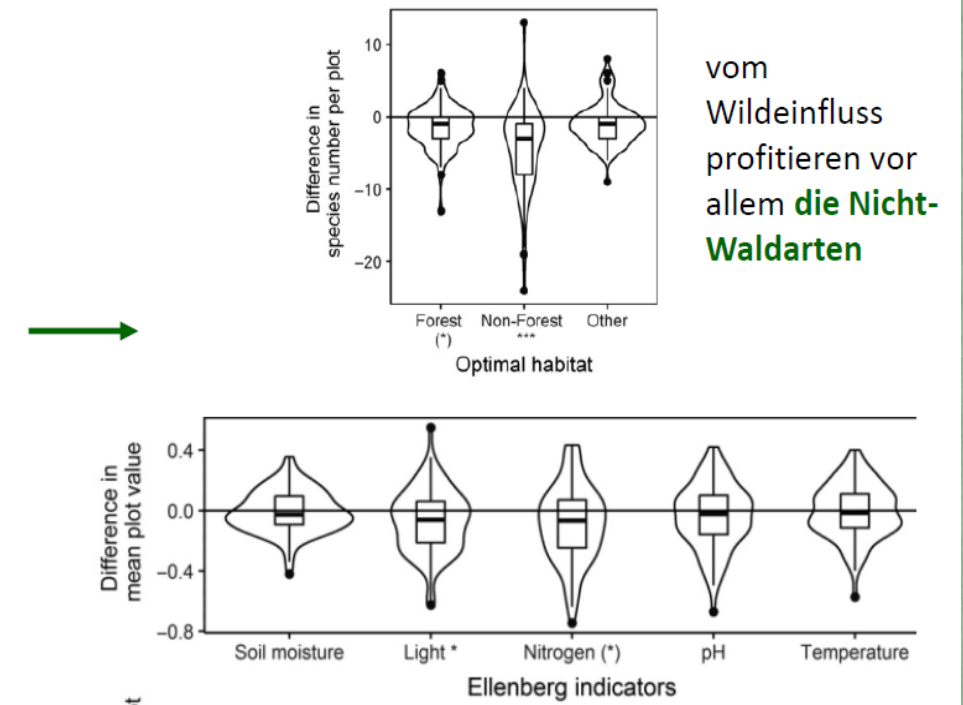 10
0
−10
−20
Difference in
species number per plot
Forest Non-Forest Other
(*) ***
Optimal habitat
vom
Wildeinfluss
profitieren vor
allem die Nicht-
Waldarten
0.4
0.0
−0.4
−0.8
Difference in
mean plot value
Soil moisture Light * Nitrogen (*) pH Temperature
Ellenberg indicators